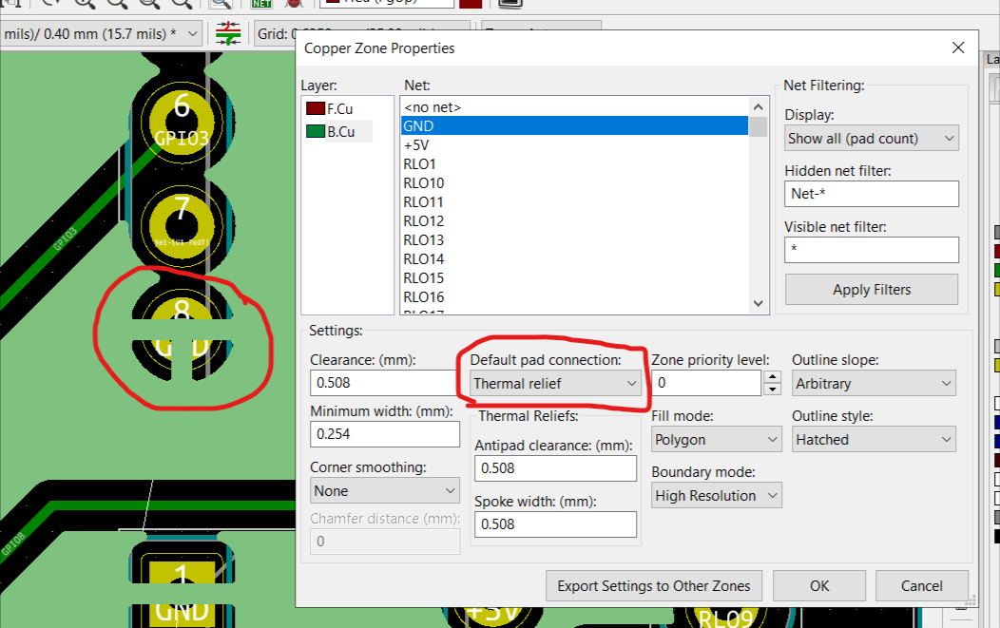 NET
mils)/ 0.40 mm (15.7 mils) *
Grid:
La
Copper Zone Properties
Layer:
F.Cu
B.Cu
Net:
<no net>
GND
+5V
RLO1
RLO10
RLO11
RLO12
RLO13
RLO14
RLO15
RLO16
RLO17
Net Filtering:
Display:
Show all (pad count)
Hidden net filter:
Net-*
Visible net filter:
*
Apply Filters
Settings:
Clearance: (mm):
0.508
Minimum width: (mm):
0.254
Corner smoothing:
None
Chamfer distance (mm):
0
Default pad connection:
Thermal relief
Thermal Reliefs:
Antipad clearance: (mm):
0.508
Spoke width: (mm):
0.508
Zone priority level:
0
Fill mode:
Polygon
Boundary mode:
High Resolution
Outline slope:
Arbitrary
Outline style:
Hatched
Export Settings to Other Zones
OK
Cancel
6
GPIO3
7
GPIO3
8
GND
GPIO8
1
GND
+5V
RLO9